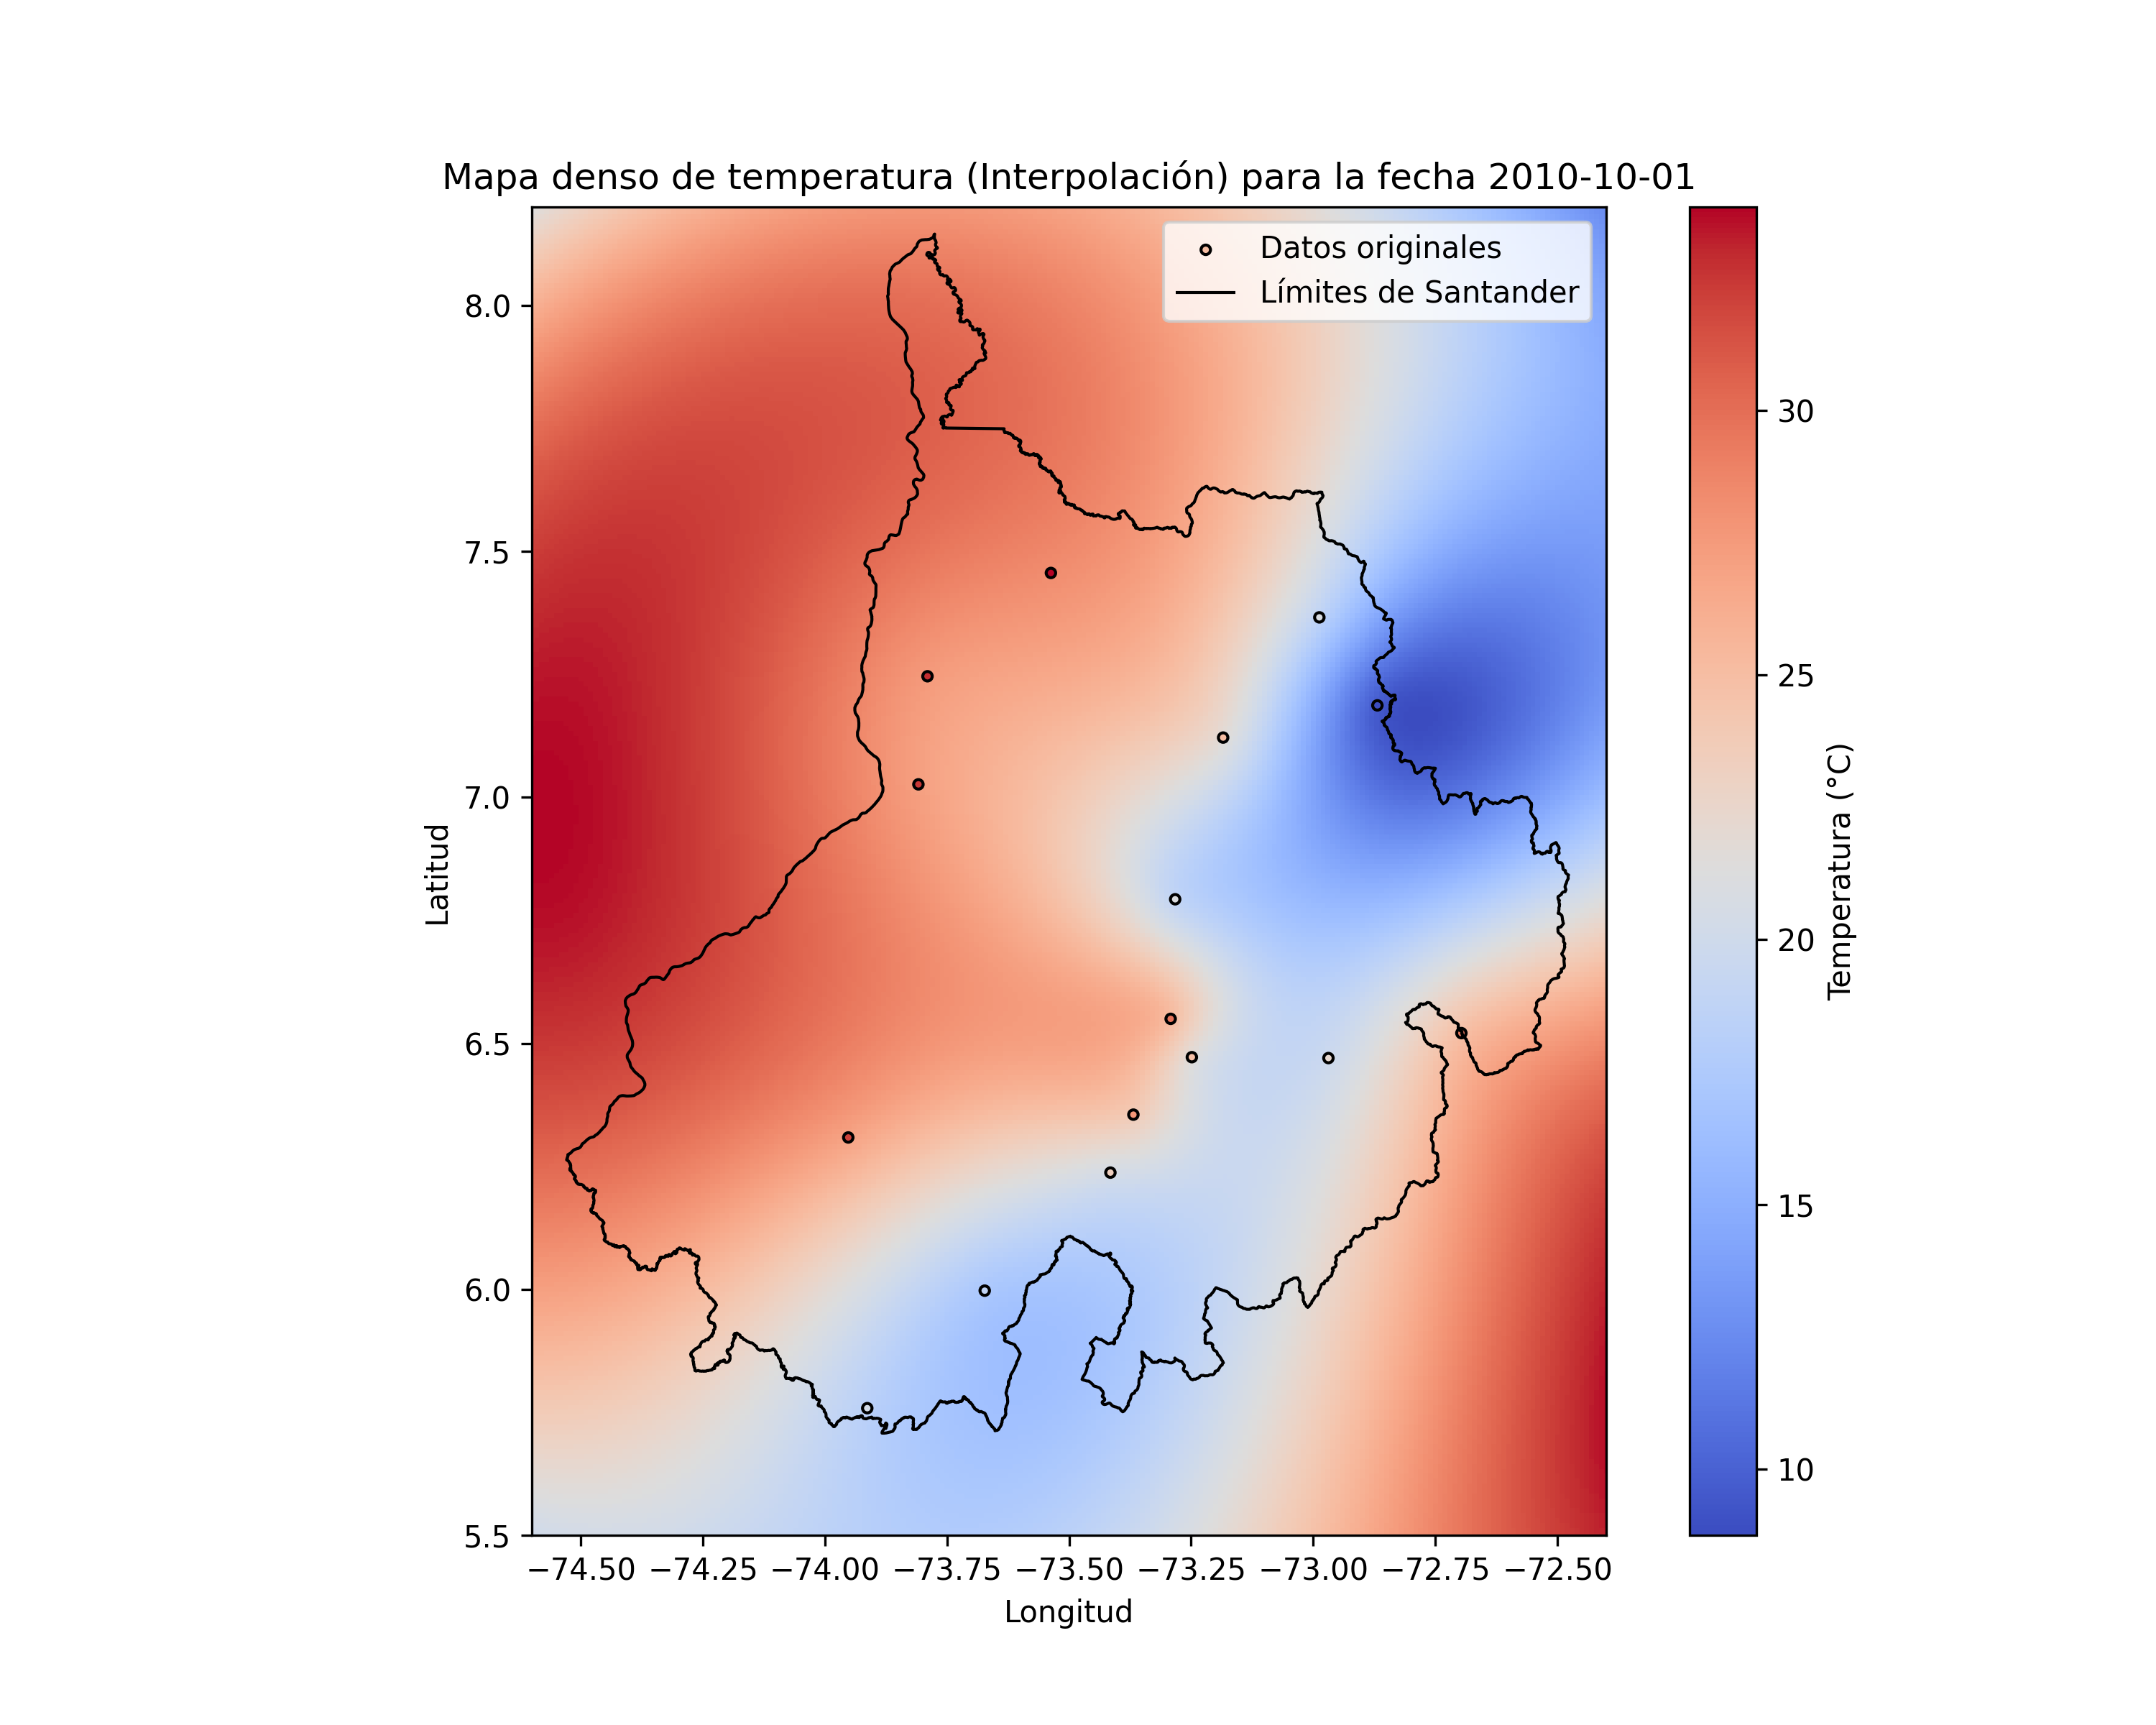 Mapa denso de temperatura (Interpolación) para la fecha 2010-10-01
Datos originales
Límites de Santander
8.0
7.5
7.0
6.5
6.0
5.5
Latitud
−74.50 −74.25 −74.00 −73.75 −73.50 −73.25 −73.00 −72.75 −72.50
Longitud
30
25
20
15
10
Temperatura (°C)